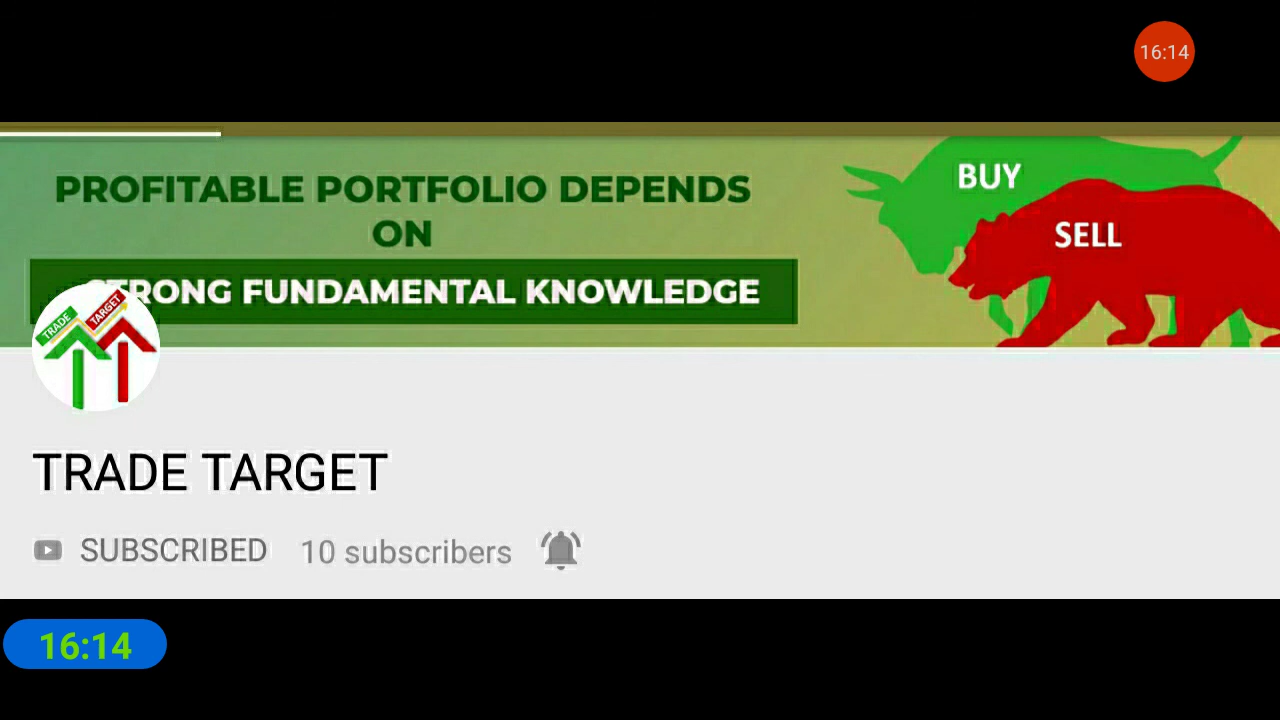 16:14
PROFITABLE PORTFOLIO DEPENDS
ON
STRONG FUNDAMENTAL KNOWLEDGE
BUY
SELL
TRADE
TARGET
TRADE TARGET
SUBSCRIBED 10 subscribers
16:14